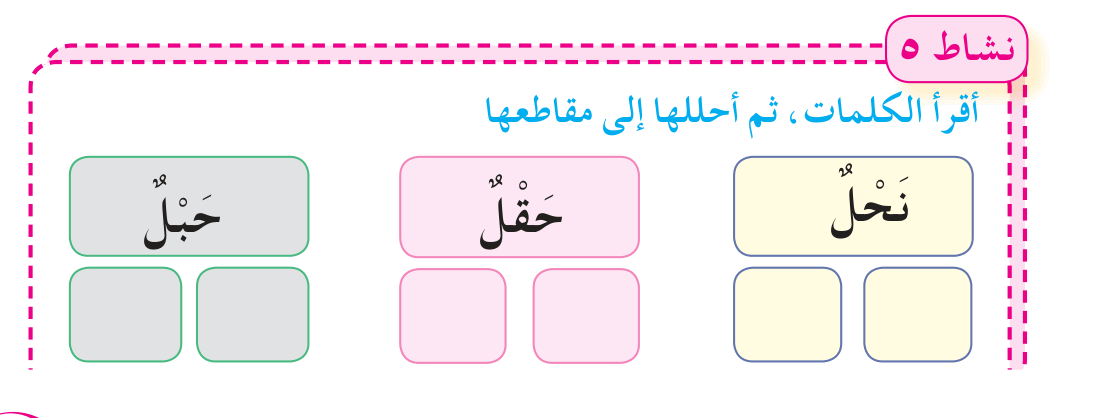 نشاط ٥
أقرأ الكلمات، ثم أحللها إلى مقاطعها
نَحْلٌ
حَقْلٌ
حَبْلٌ